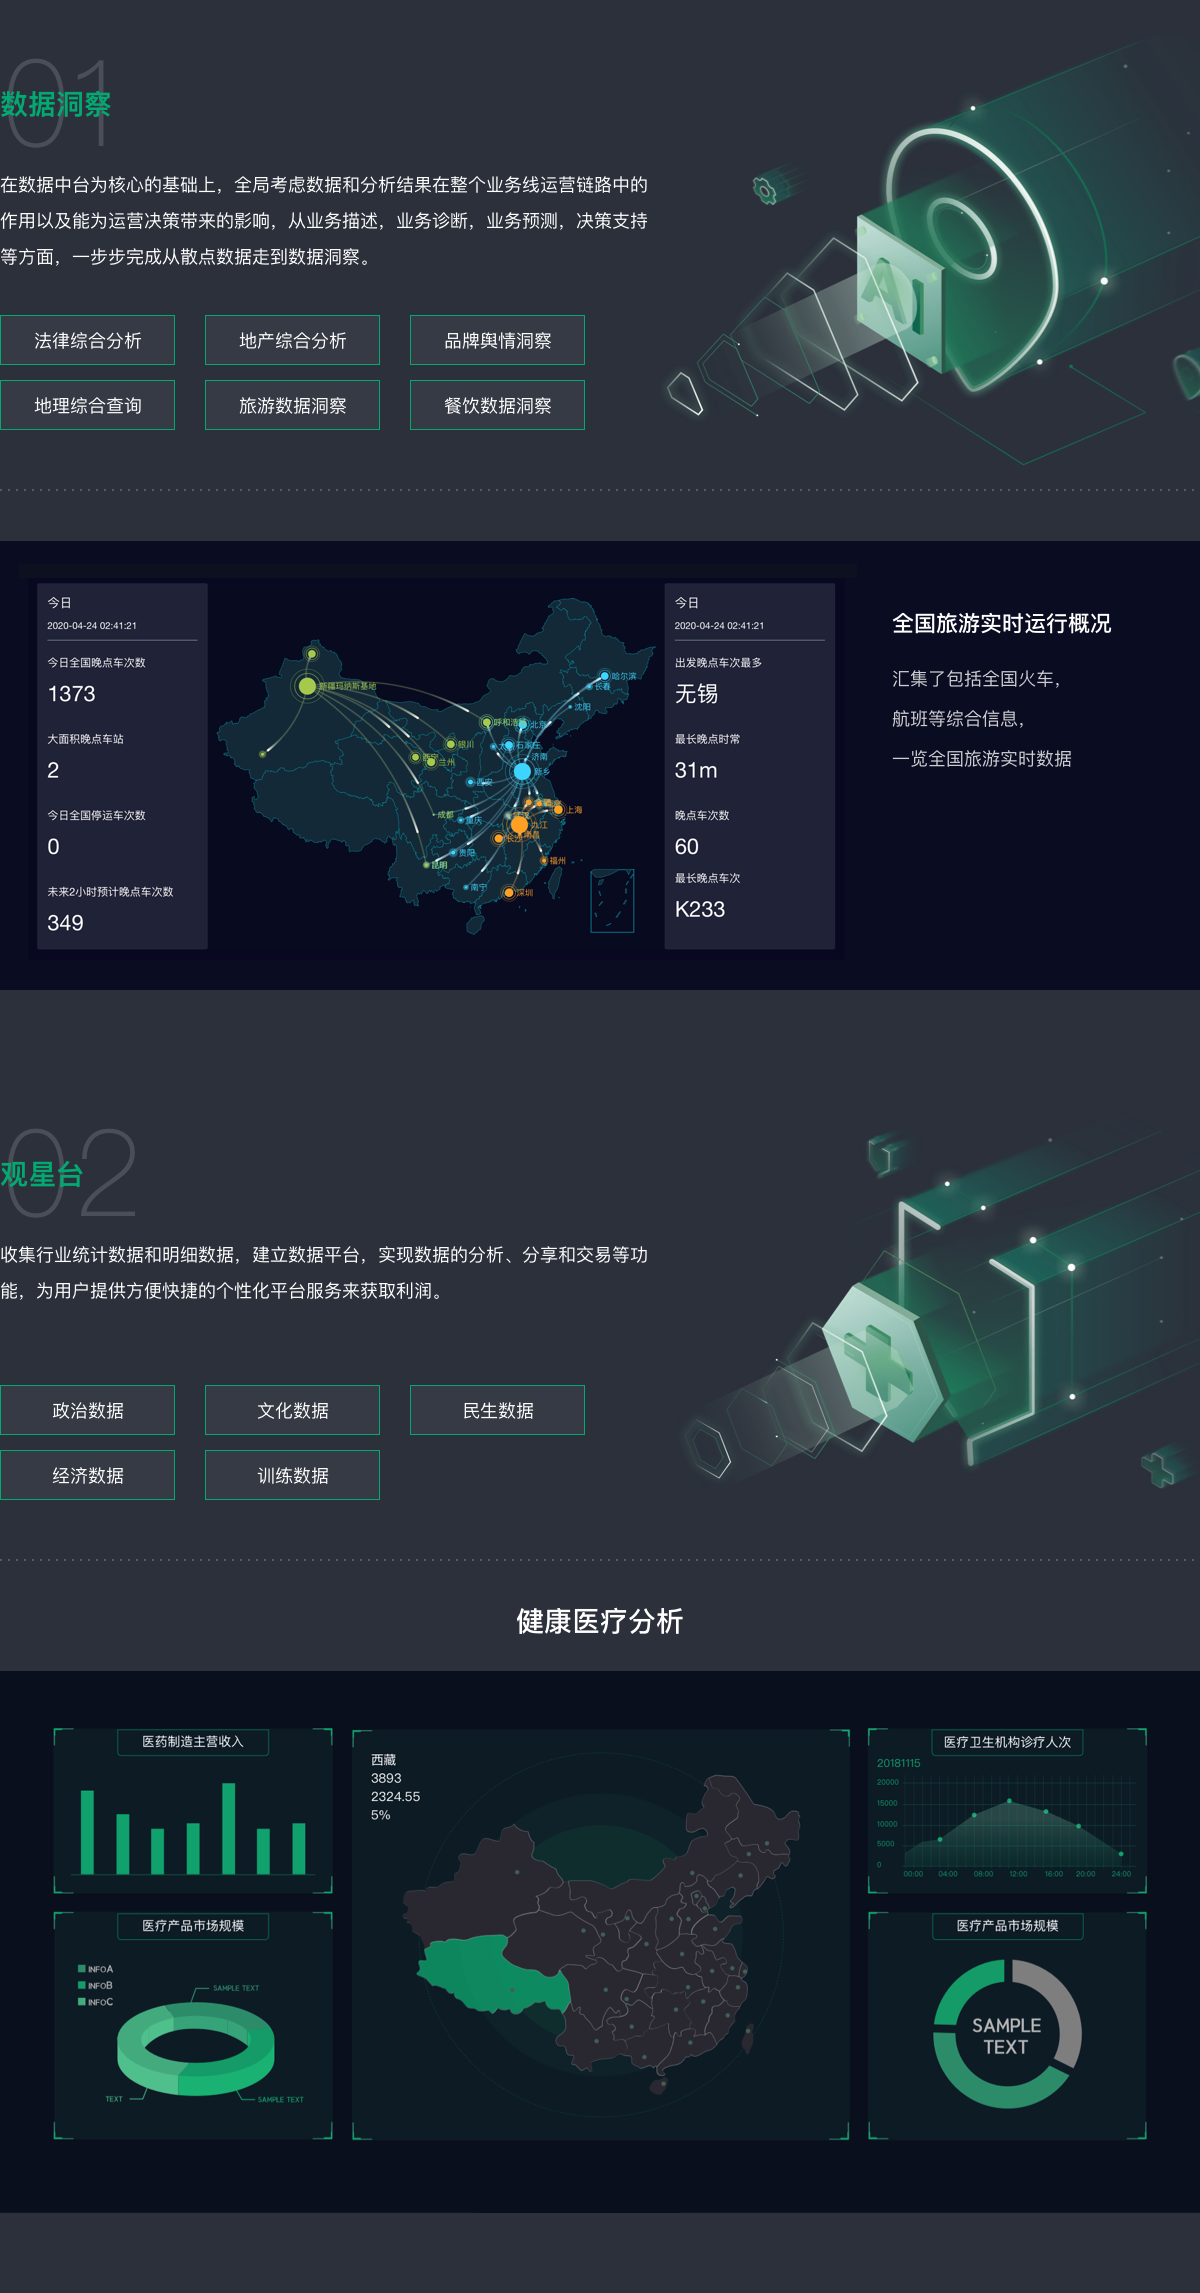 01
数据洞察
在数据中台为核心的基础上，全局考虑数据和分析结果在整个业务线运营链路中的
作用以及能为运营决策带来的影响，从业务描述，业务诊断，业务预测，决策支持
等方面，一步步完成从散点数据走到数据洞察。
法律综合分析
地产综合分析
品牌舆情洞察
地理综合查询
旅游数据洞察
餐饮数据洞察
AI
今日
2020-04-24 02:41:21
今日全国晚点车次数
1373
大面积晚点车站
2
今日全国停运车次数
0
未来2小时预计晚点车次数
349
新疆玛纳斯基地
哈尔滨
长春
沈阳
北京
石家庄
济南
新乡
银川
兰州
西安
成都
重庆
贵阳
昆明
南宁
上海
九江
南昌
长沙
福州
深圳
今日
2020-04-24 02:41:21
出发晚点车次最多
无锡
最长晚点时常
31m
晚点车次数
60
最长晚点车次
K233
全国旅游实时运行概况
汇集了包括全国火车，
航班等综合信息，
一览全国旅游实时数据
02
观星台
收集行业统计数据和明细数据，建立数据平台，实现数据的分析、分享和交易等功
能，为用户提供方便快捷的个性化平台服务来获取利润。
政治数据
文化数据
民生数据
经济数据
训练数据
健康医疗分析
医药制造主营收入
医疗产品市场规模
INFOA
INFOB
INFOC
SAMPLE TEXT
TEXT
SAMPLE TEXT
西藏
3893
2324.55
5%
医疗卫生机构诊疗人次
20181115
20000
15000
10000
5000
0
00:00 04:00 08:00 12:00 16:00 20:00 24:00
医疗产品市场规模
SAMPLE
TEXT